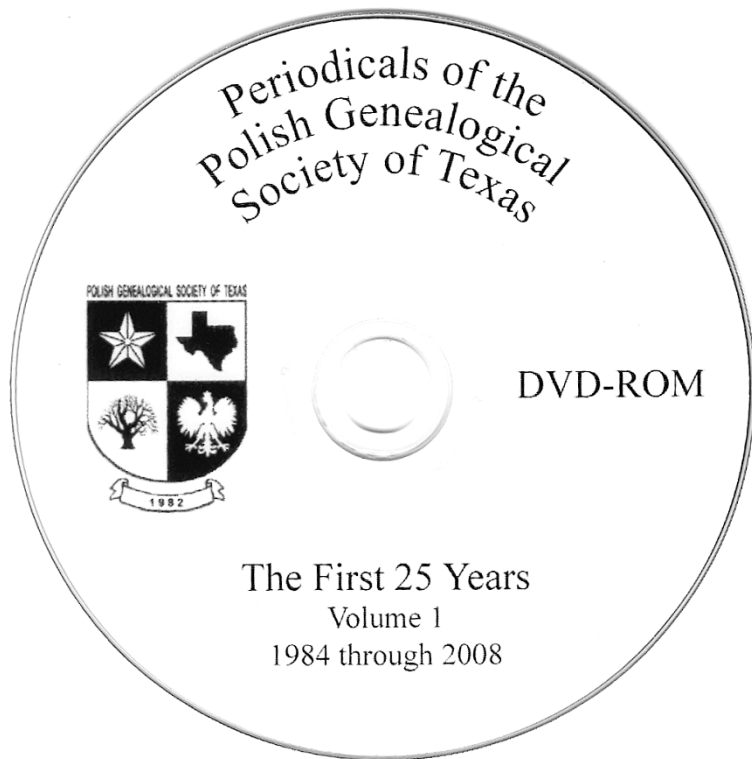 Periodicals of the
Polish Genealogical
Society of Texas
POLISH GENEALOGICAL SOCIETY OF TEXAS
1982
DVD-ROM
The First 25 Years
Volume 1
1984 through 2008